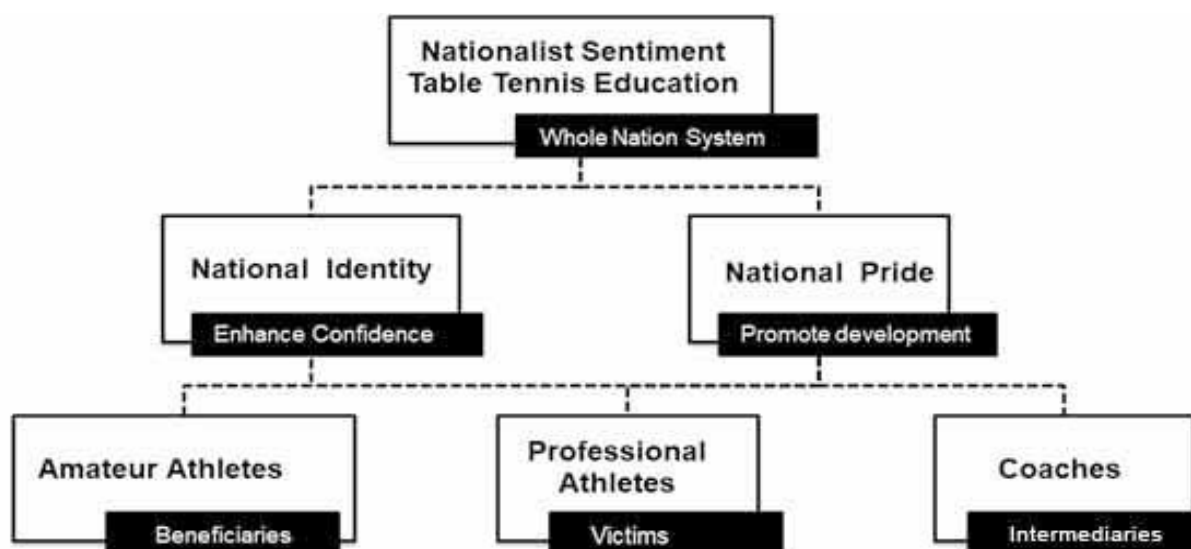 Nationalist Sentiment
Table Tennis Education
Whole Nation System
National Identity
Enhance Confidence
National Pride
Promote development
Amateur Athletes
Beneficiaries
Professional
Athletes
Victims
Coaches
Intermediaries